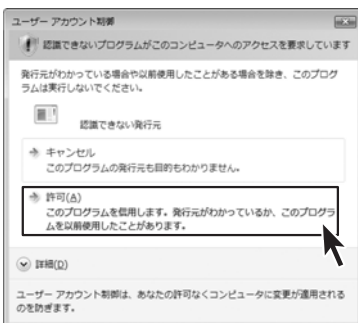 ユーザー アカウント制御
認識できないプログラムがこのコンピュータへのアクセスを要求しています
発行元がわかっている場合や以前使用したことがある場合を除き、このプログ
ラムは実行しないでください。
認識できない発行元
キャンセル
このプログラムの発行元も目的もわかりません。
許可(A)
このプログラムを信用します。発行元がわかっているか、このプログラ
ムを以前使用したことがあります。
詳細(D)
ユーザー アカウント制御は、あなたの許可なくコンピュータに変更が適用される
のを防ぎます。